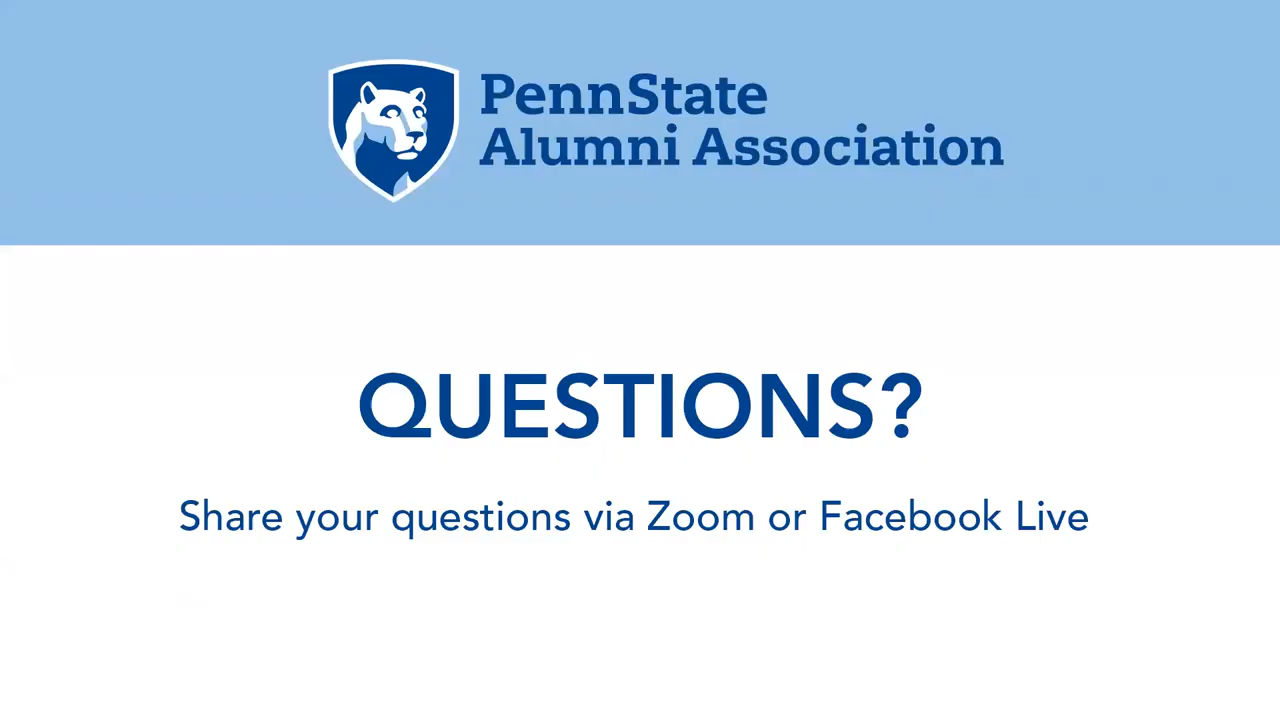 PennState
Alumni Association
QUESTIONS?
Share your questions via Zoom or Facebook Live